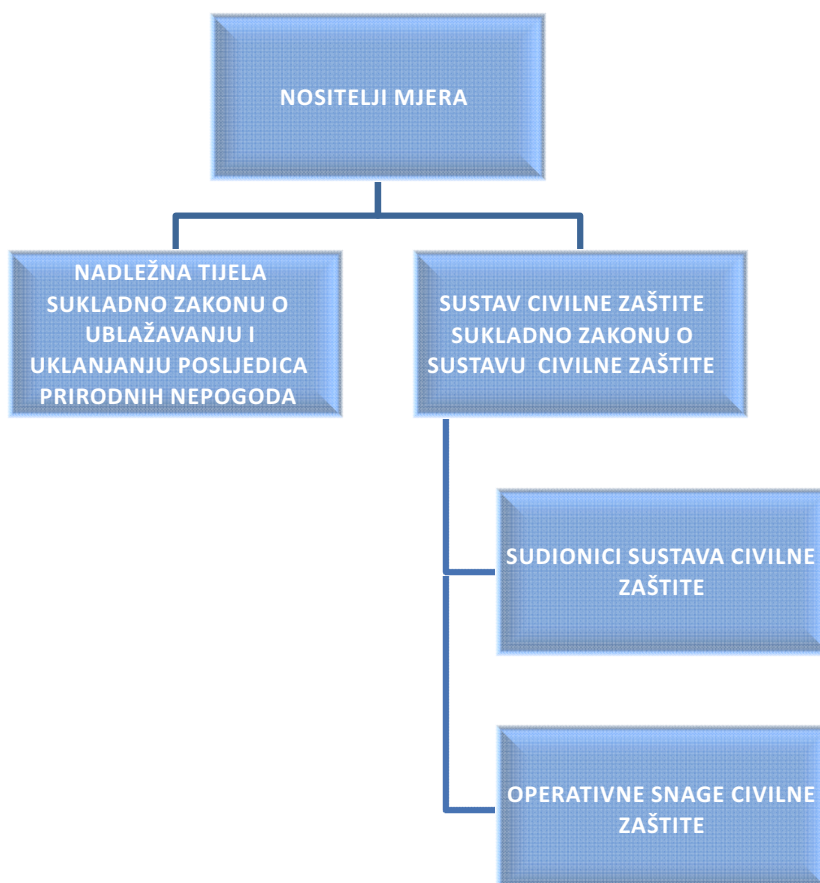 NOSITELJI MJERA
NADLEŽNA TIJELA
SUKLADNO ZAKONU O
UBLAŽAVANJU I
UKLANJANJU POSLJEDICA
PRIRODNIH NEPOGODA
SUSTAV CIVILNE ZAŠTITE
SUKLADNO ZAKONU O
SUSTAVU CIVILNE ZAŠTITE
SUDIONICI SUSTAVA CIVILNE
ZAŠTITE
OPERATIVNE SNAGE CIVILNE
ZAŠTITE